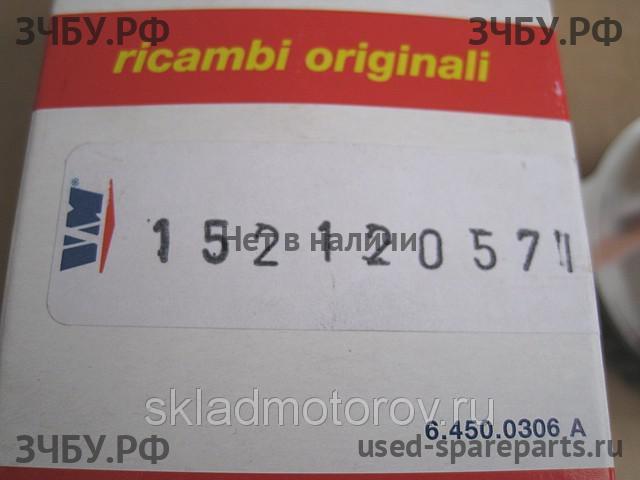 ЗЧБУ.РФ ЗЧБУ.РФ
ricambi originali
VM®
Нет в наличии
15212057
skladmotorov.ru
6.450.0306 A
ЗЧБУ.РФ used-spareparts.ru